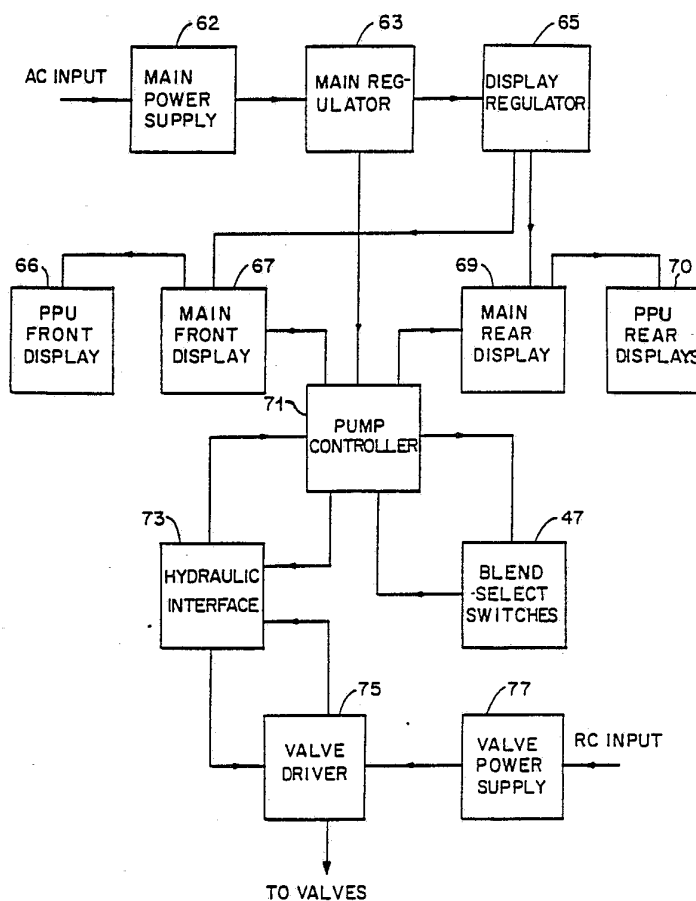 62
63
65
AC INPUT
MAIN
POWER
SUPPLY
MAIN REG-
ULATOR
DISPLAY
REGULATOR
66
67
69
70
PPU
FRONT
DISPLAY
MAIN
FRONT
DISPLAY
MAIN
REAR
DISPLAY
PPU
REAR
DISPLAYS
71
PUMP
CONTROLLER
73
47
HYDRAULIC
INTERFACE
BLEND
-SELECT
SWITCHES
75
77
VALVE
DRIVER
VALVE
POWER
SUPPLY
RC INPUT
TO VALVES